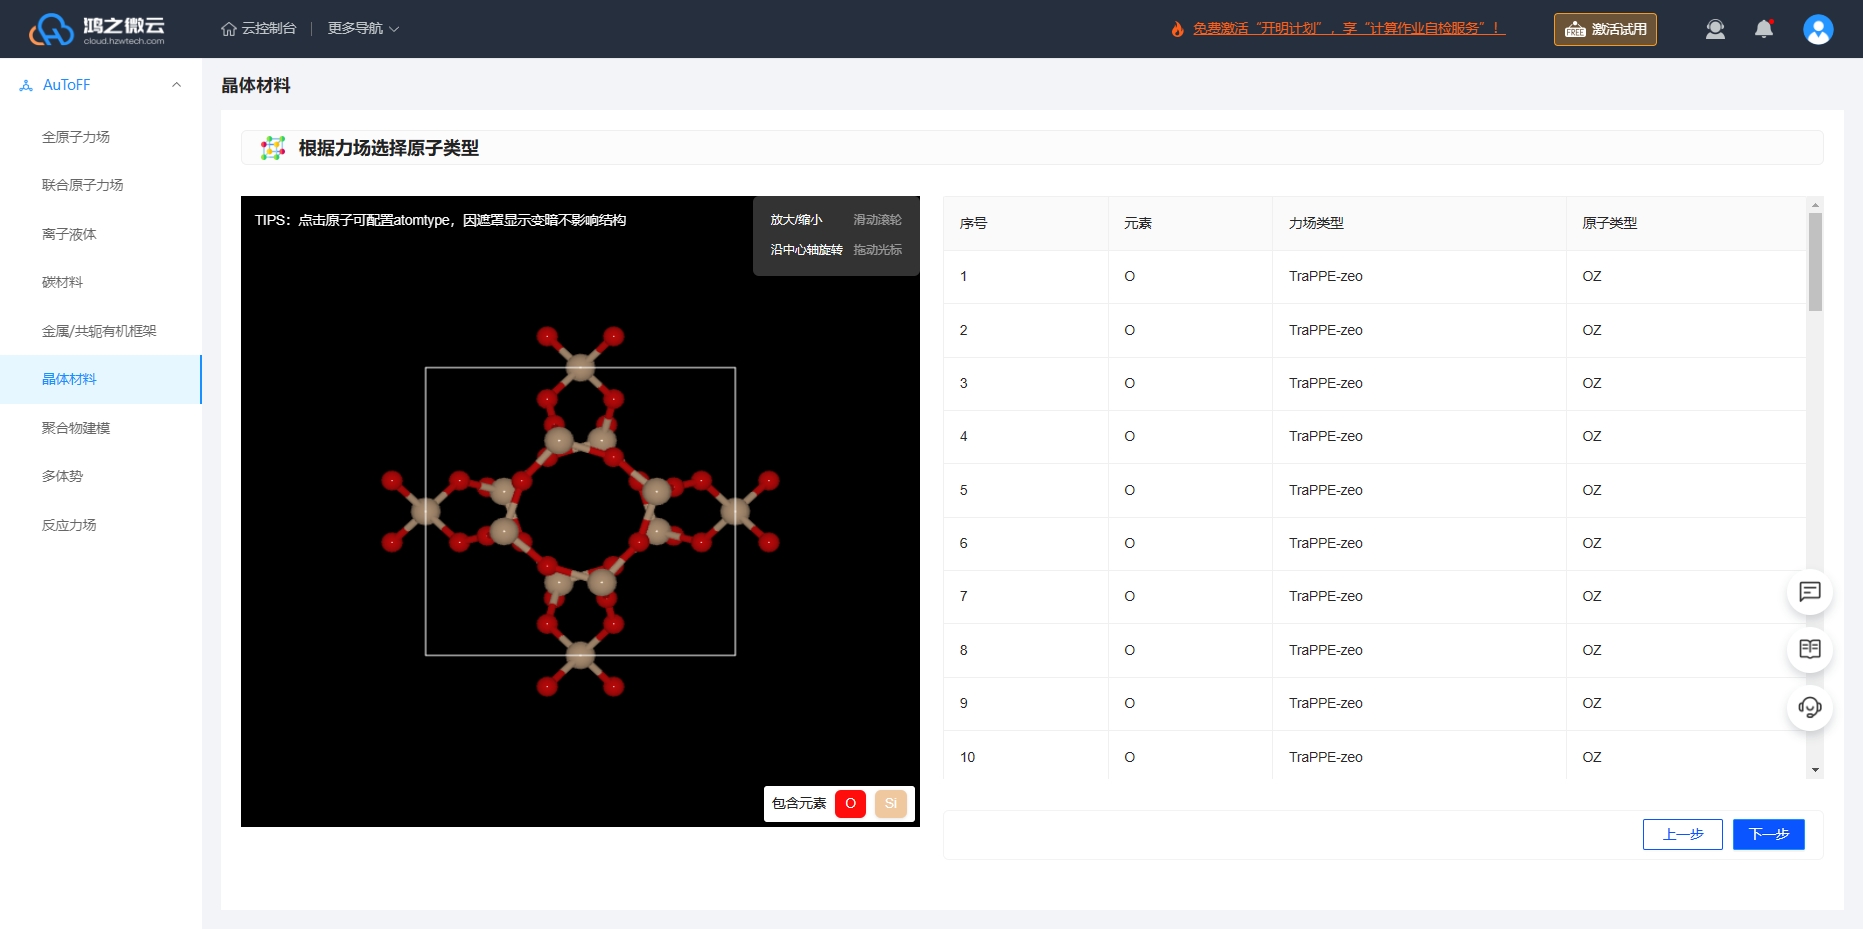 鸿之微云
cloud.hzwtech.com
云控制台
更多导航
免费激活“开明计划”，享“计算作业自检服务”！
FREE 激活试用
AuToFF
全原子力场
联合原子力场
离子液体
碳材料
金属/共轭有机框架
晶体材料
聚合物建模
多体势
反应力场
晶体材料
根据力场选择原子类型
TIPS：点击原子可配置atomtype，因遮罩显示变暗不影响结构
放大/缩小 滑动滚轮
沿中心轴旋转 拖动光标
包含元素 O Si
序号 元素 力场类型 原子类型
1 O TraPPE-zeo OZ
2 O TraPPE-zeo OZ
3 O TraPPE-zeo OZ
4 O TraPPE-zeo OZ
5 O TraPPE-zeo OZ
6 O TraPPE-zeo OZ
7 O TraPPE-zeo OZ
8 O TraPPE-zeo OZ
9 O TraPPE-zeo OZ
10 O TraPPE-zeo OZ
上一步 下一步